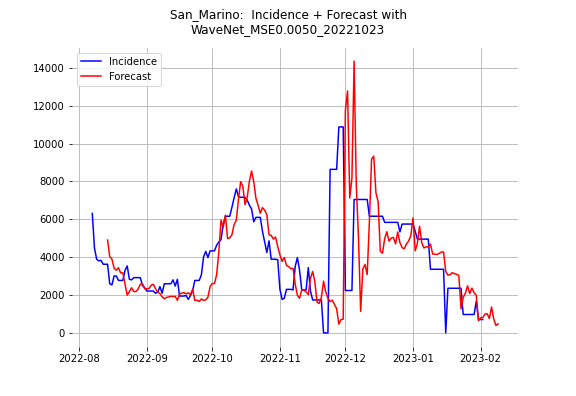 San_Marino:  Incidence + Forecast with
WaveNet_MSE0.0050_20221023
Incidence
Forecast
14000
12000
10000
8000
6000
4000
2000
0
2022-08 2022-09 2022-10 2022-11 2022-12 2023-01 2023-02